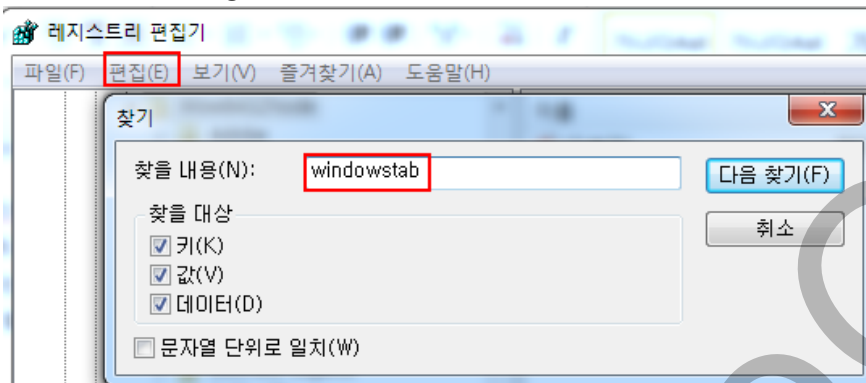 레지스트리 편집기
파일(F) 편집(E) 보기(V) 즐겨찾기(A) 도움말(H)
찾기
찾을 내용(N): windowstab 다음 찾기(F)
찾을 대상 취소
키(K)
값(V)
데이터(D)
문자열 단위로 일치(W)